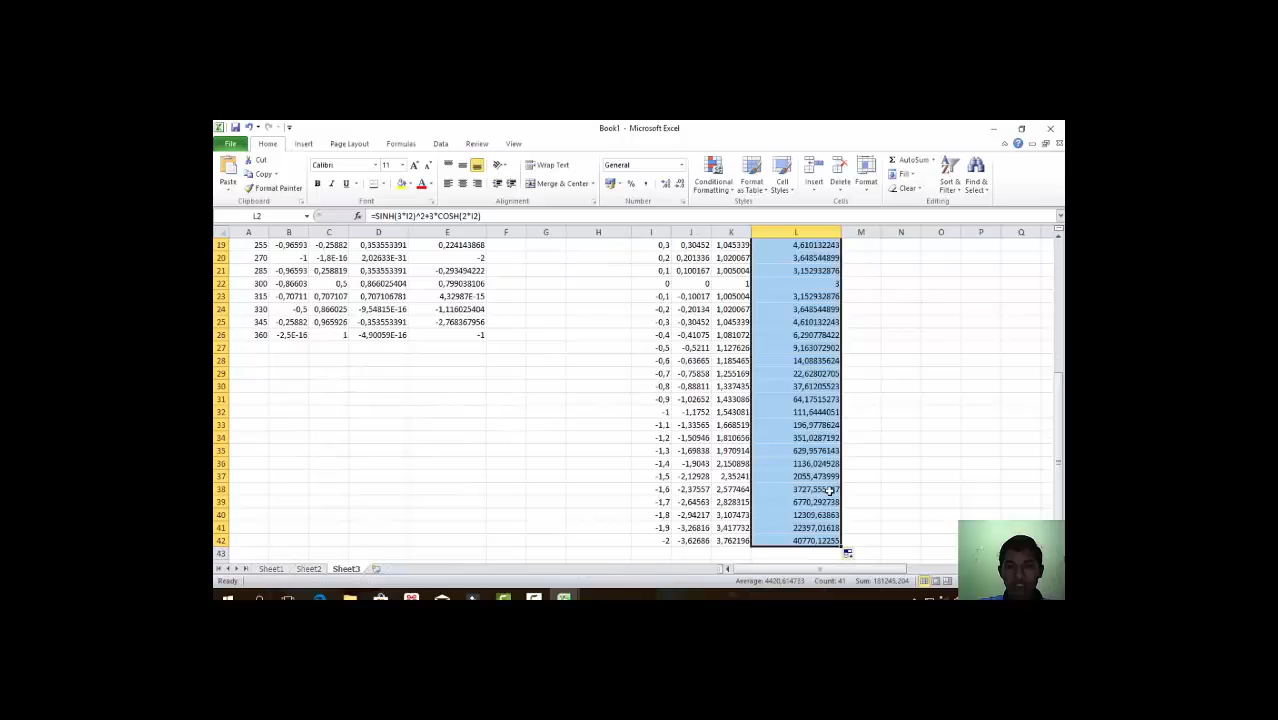 Book1 - Microsoft Excel
File Home Insert Page Layout Formulas Data Review View
Paste
Cut
Copy
Format Painter
Clipboard
Calibri 11 A A
B I U A
Font
Wrap Text
Merge & Center
Alignment
General
%
Number
Conditional Formatting
Format as Table
Cell Styles
Styles
Insert Delete Format
Cells
AutoSum
Fill
Clear
Sort & Filter
Find & Select
Editing
L2 fx =SINH(3*I2)^2+3*COSH(2*I2)
A B C D E F G H I J K L M N O P Q
19 255 -0,96593 -0,25882 0,353553391 0,224143868 0,3 0,30452 1,045339 4,610132243
20 270 -1 -1,8E-16 2,02633E-31 -2 0,2 0,201336 1,020067 3,648544899
21 285 -0,96593 0,258819 0,353553391 -0,293494222 0,1 0,100167 1,005004 3,152932876
22 300 -0,86603 0,5 0,866025404 0,799038106 0 0 1 3
23 315 -0,70711 0,707107 0,707106781 4,32987E-15 -0,1 -0,10017 1,005004 3,152932876
24 330 -0,5 0,866025 -9,54815E-16 -1,116025404 -0,2 -0,20134 1,020067 3,648544899
25 345 -0,25882 0,965926 -0,353553391 -2,768367956 -0,3 -0,30452 1,045339 4,610132243
26 360 -2,5E-16 1 -4,90059E-16 -1 -0,4 -0,41075 1,081072 6,290778422
27 -0,5 -0,5211 1,127626 9,163072902
28 -0,6 -0,63665 1,185465 14,08835624
29 -0,7 -0,75858 1,255169 22,62802705
30 -0,8 -0,88811 1,337435 37,61205523
31 -0,9 -1,02652 1,433086 64,17515273
32 -1 -1,1752 1,543081 111,6444051
33 -1,1 -1,33565 1,668519 196,9778624
34 -1,2 -1,50946 1,810656 351,0287192
35 -1,3 -1,69838 1,970914 629,9576143
36 -1,4 -1,9043 2,150898 1136,024928
37 -1,5 -2,12928 2,35241 2055,473999
38 -1,6 -2,37557 2,577464
39 -1,7 -2,64563 2,828315 6770,292738
40 -1,8 -2,94217 3,107473 12309,63863
41 -1,9 -3,26816 3,417732 22397,01618
42 -2 -3,62686 3,762196 40770,12255
43
Sheet1 Sheet2 Sheet3
Ready Average: 4420,614733 Count: 41 Sum: 181245,204